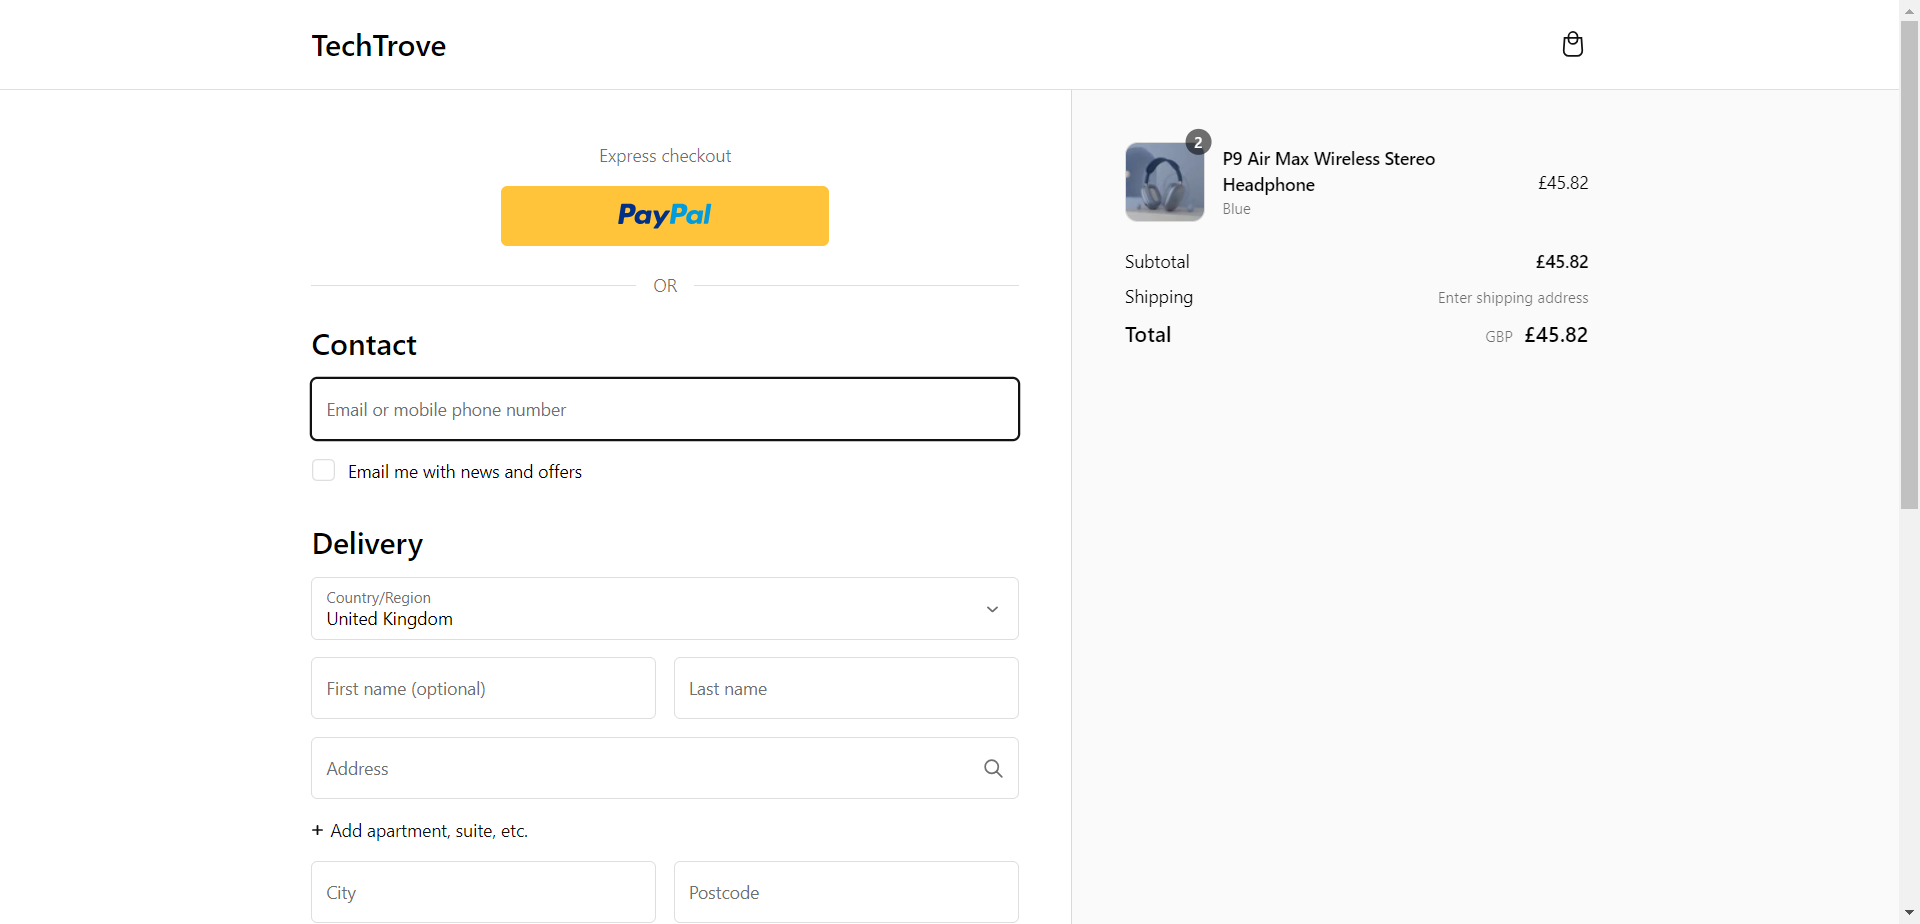 TechTrove
Express checkout
PayPal
OR
Contact
Email or mobile phone number
Email me with news and offers
Delivery
Country/Region
United Kingdom
First name (optional)
Last name
Address
+ Add apartment, suite, etc.
City
Postcode
2
P9 Air Max Wireless Stereo
Headphone
Blue
£45.82
Subtotal £45.82
Shipping Enter shipping address
Total GBP £45.82